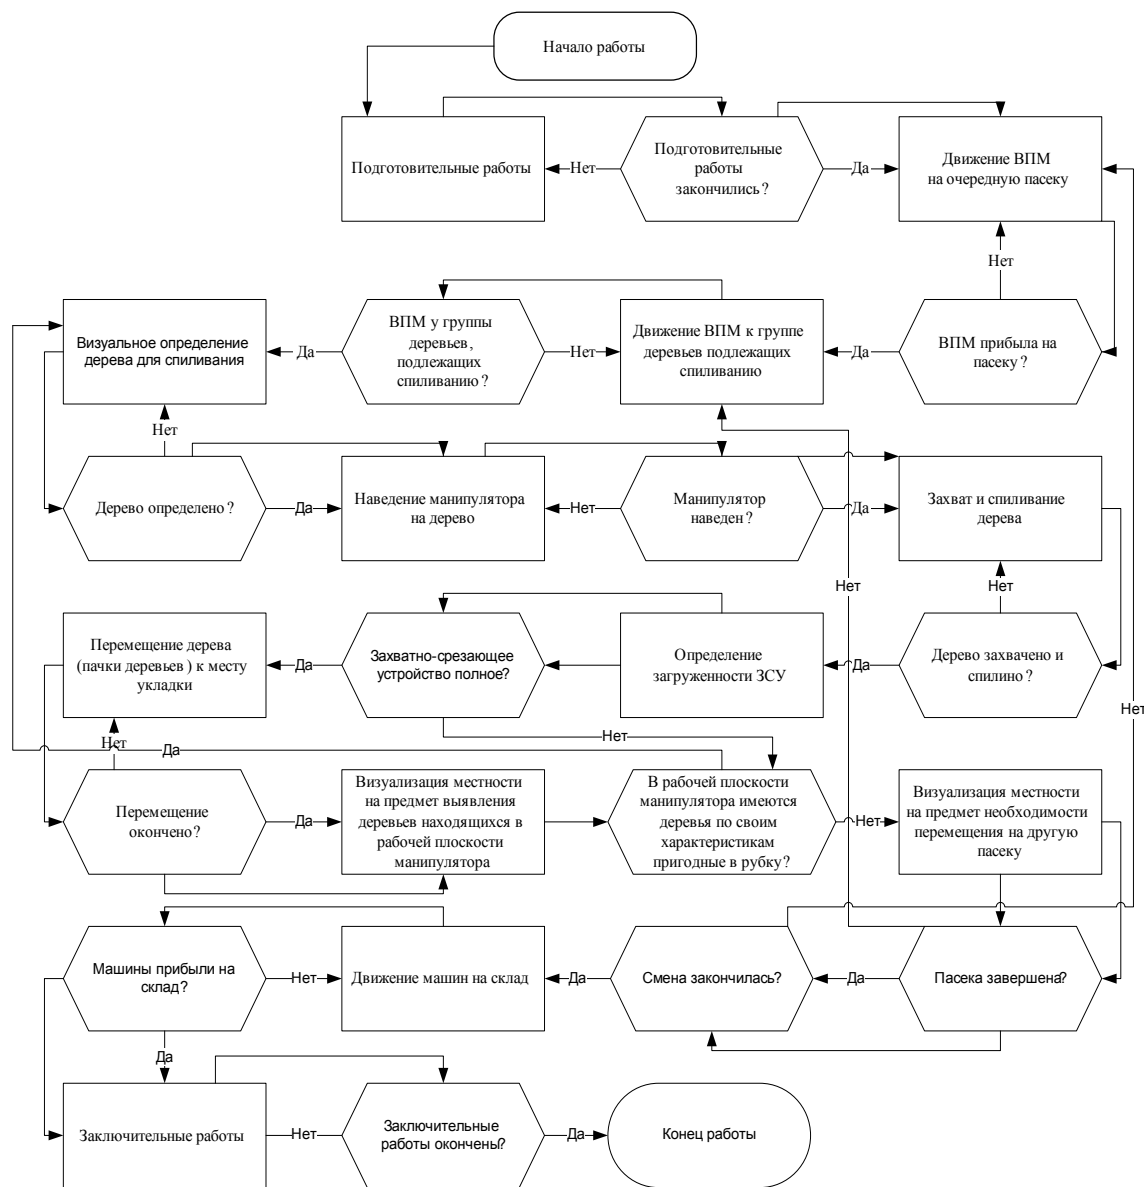 Начало работы
Подготовительные работы
Нет
Подготовительные
работы
закончились?
Да
Движение ВПМ
на очередную пасеку
Нет
Визуальное определение
дерева для спиливания
Да
ВПМ у группы
деревьев,
подлежащих
спиливанию?
Нет
Движение ВПМ к группе
деревьев подлежащих
спиливанию
Да
ВПМ прибыла на
пасеку?
Нет
Дерево определено?
Да
Наведение манипулятора
на дерево
Нет
Манипулятор
наведен?
Да
Захват и спиливание
дерева
Нет
Нет
Перемещение дерева
(пачки деревьев) к месту
укладки
Да
Захватно-срезающее
устройство полное?
Определение
загруженности ЗСУ
Да
Дерево захвачено и
спилино?
Нет
Нет
Да
Нет
Перемещение
окончено?
Да
Визуализация местности
на предмет выявления
деревьев находящихся в
рабочей плоскости
манипулятора
В рабочей плоскости
манипулятора имеются
деревья по своим
характеристикам
пригодные в рубку?
Нет
Визуализация местности
на предмет необходимости
перемещения на другую
пасеку
Машины прибыли на
склад?
Нет
Движение машин на склад
Да
Смена закончилась?
Да
Пасека завершена?
Да
Заключительные работы
Нет
Заключительные
работы окончены?
Да
Конец работы